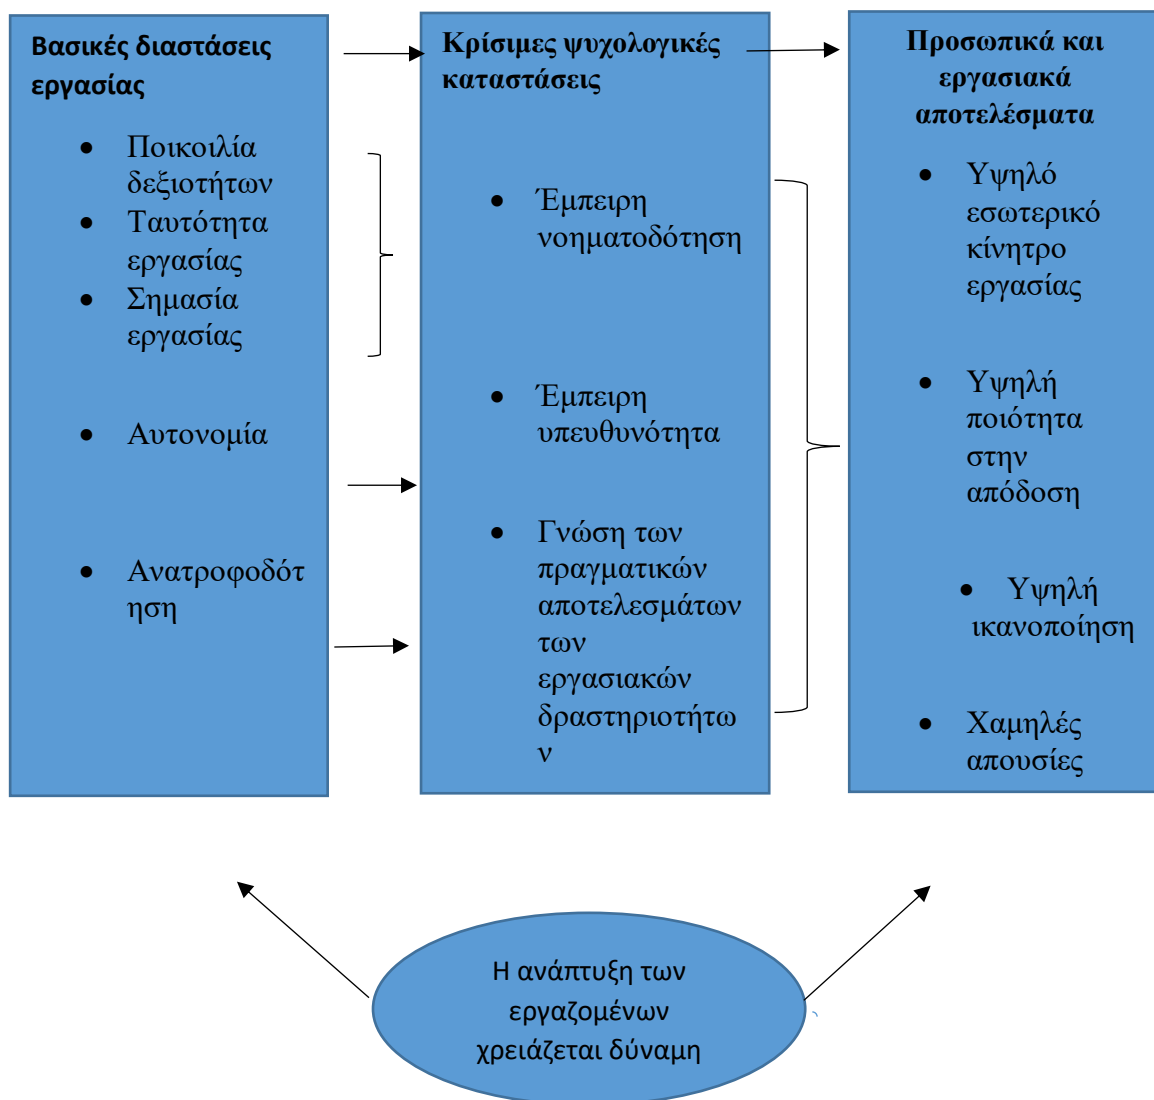 Βασικές διαστάσεις
εργασίας
Ποικοιλία
δεξιοτήτων
Ταυτότητα
εργασίας
Σημασία
εργασίας
Αυτονομία
Ανατροφοδότ
ηση
Κρίσιμες ψυχολογικές
καταστάσεις
Έμπειρη
νοηματοδότηση
Έμπειρη
υπευθυνότητα
Γνώση των
πραγματικών
αποτελεσμάτων
των
εργασιακών
δραστηριοτήτω
ν
Προσωπικά και
εργασιακά
αποτελέσματα
Υψηλό
εσωτερικό
κίνητρο
εργασίας
Υψηλή
ποιότητα
στην
απόδοση
Υψηλή
ικανοποίηση
Χαμηλές
απουσίες
Η ανάπτυξη των
εργαζομένων
χρειάζεται δύναμη